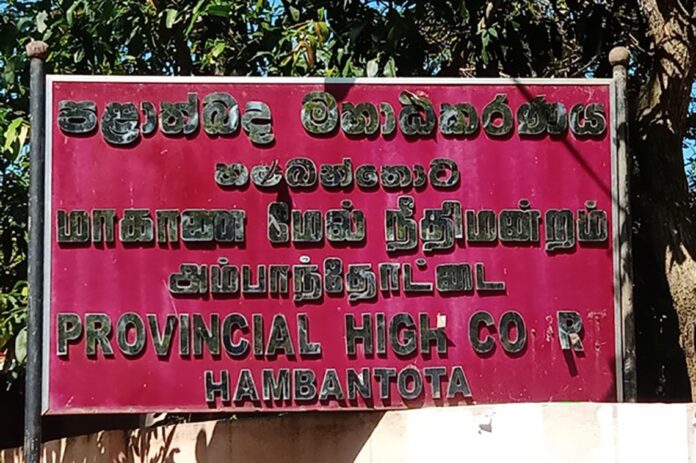 පළාත්බද මහාධිකරණය
හම්බන්තොට
மாகாண மேல் நீதிமன்றம்
அம்பாந்தோட்டை
PROVINCIAL HIGH CO R
HAMBANTOTA